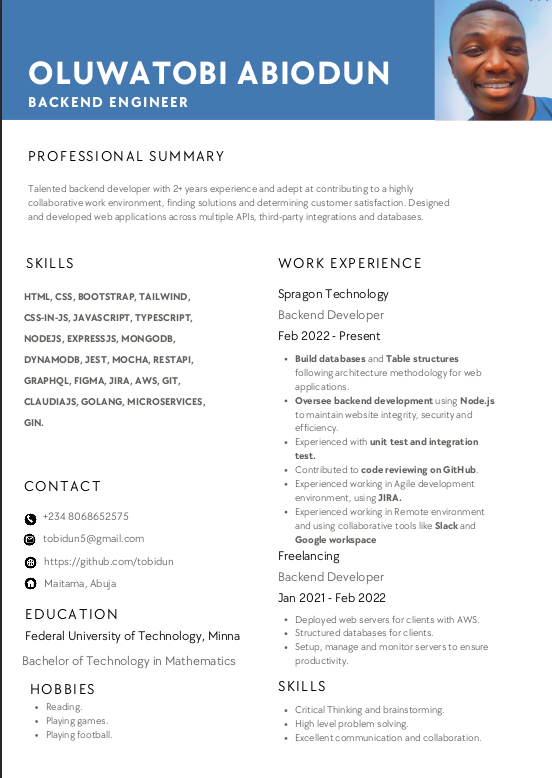 OLUWATOBI ABIODUN
BACKEND ENGINEER
PROFESSIONAL SUMMARY
Talented backend developer with 2+ years experience and adept at contributing to a highly
collaborative work environment, finding solutions and determining customer satisfaction. Designed
and developed web applications across multiple APIs, third-party integrations and databases.
SKILLS
HTML, CSS, BOOTSTRAP, TAILWIND,
CSS-IN-JS, JAVASCRIPT, TYPESCRIPT,
NODEJS, EXPRESSJS, MONGODB,
DYNAMODB, JEST, MOCHA, RESTAPI,
GRAPHQL, FIGMA, JIRA, AWS, GIT,
CLAUDIAJS, GOLANG, MICROSERVICES,
GIN.
CONTACT
+234 8068652575
tobidun5@gmail.com
https://github.com/tobidun
Maitama, Abuja
EDUCATION
Federal University of Technology, Minna
Bachelor of Technology in Mathematics
HOBBIES
• Reading.
• Playing games.
• Playing football.
WORK EXPERIENCE
Spragon Technology
Backend Developer
Feb 2022 - Present
• Build databases and Table structures
following architecture methodology for web
applications.
• Oversee backend development using Node.js
to maintain website integrity, security and
efficiency.
• Experienced with unit test and integration
test.
• Contributed to code reviewing on GitHub.
• Experienced working in Agile development
environment, using JIRA.
• Experienced working in Remote environment
and using collaborative tools like Slack and
Google workspace
Freelancing
Backend Developer
Jan 2021 - Feb 2022
• Deployed web servers for clients with AWS.
• Structured databases for clients.
• Setup, manage and monitor servers to ensure
productivity.
SKILLS
• Critical Thinking and brainstorming.
• High level problem solving.
• Excellent communication and collaboration.